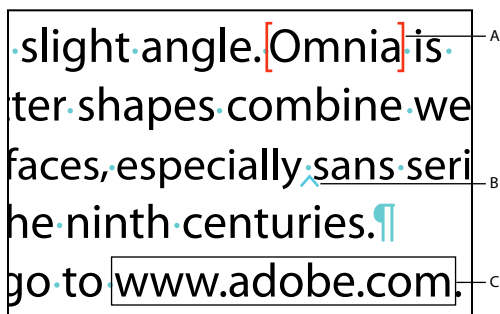 ·slight·angle.[Omnia]·is·
tter·shapes·combine·we
faces,·especially·sans·seri
he·ninth·centuries.¶
go·to·www.adobe.com.
A
B
C